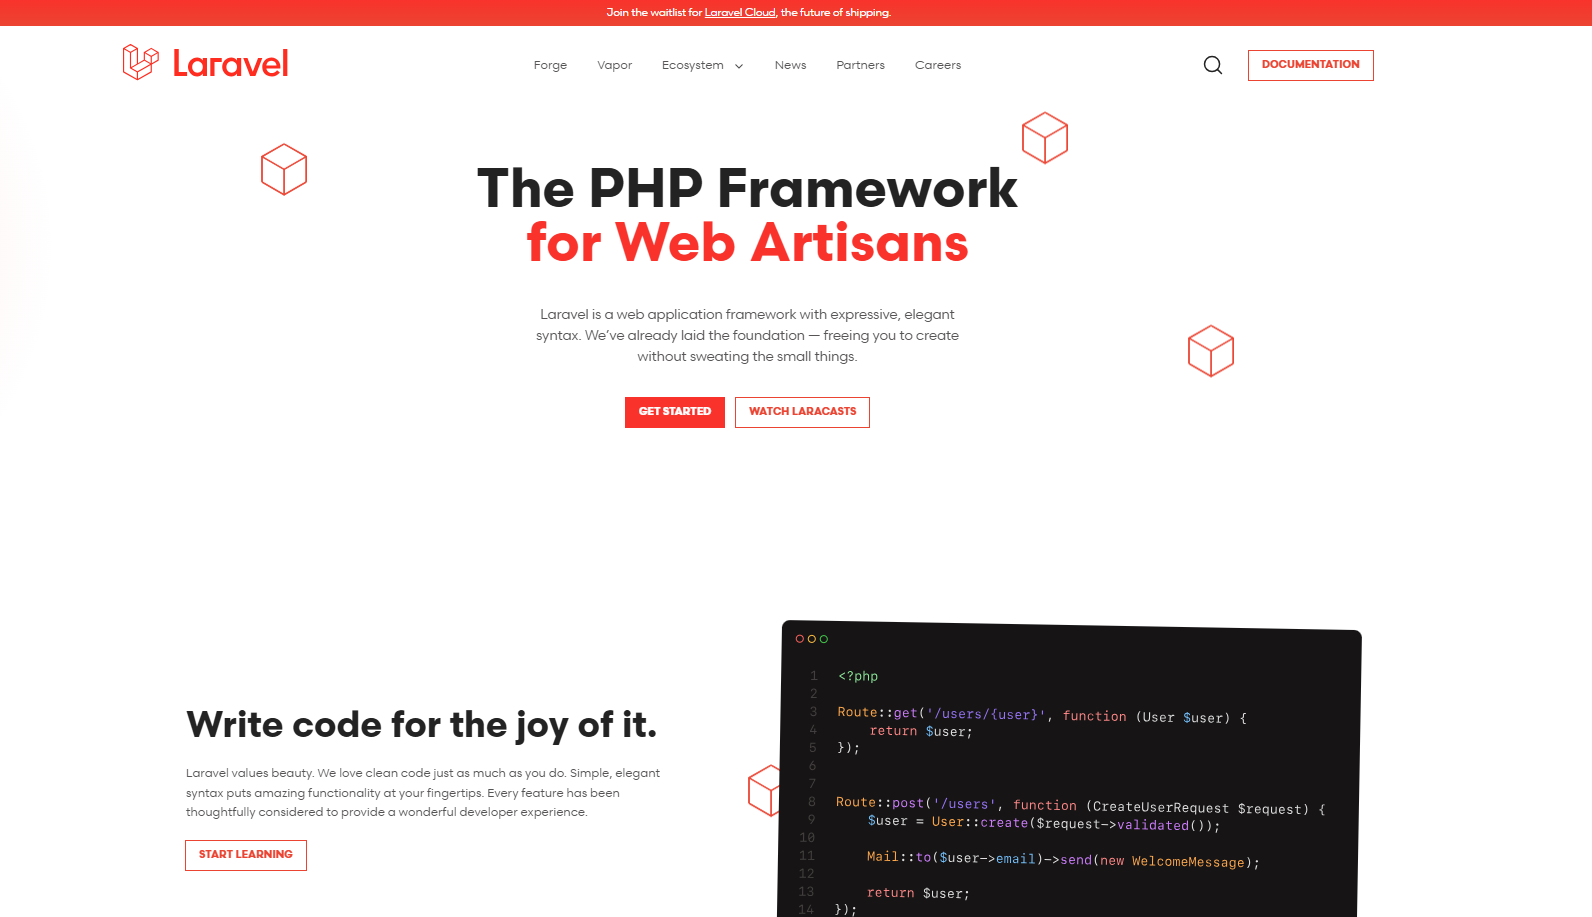 Join the waitlist for Laravel Cloud, the future of shipping.
Laravel
Forge Vapor Ecosystem News Partners Careers
DOCUMENTATION
The PHP Framework
for Web Artisans
Laravel is a web application framework with expressive, elegant
syntax. We’ve already laid the foundation — freeing you to create
without sweating the small things.
GET STARTED
WATCH LARACASTS
Write code for the joy of it.
Laravel values beauty. We love clean code just as much as you do. Simple, elegant
syntax puts amazing functionality at your fingertips. Every feature has been
thoughtfully considered to provide a wonderful developer experience.
START LEARNING
1 <?php
2
3 Route::get('/users/{user}', function (User $user) {
4     return $user;
5 });
6
7
8 Route::post('/users', function (CreateUserRequest $request) {
9     $user = User::create($request->validated());
10
11     Mail::to($user->email)->send(new WelcomeMessage);
12
13     return $user;
14 });